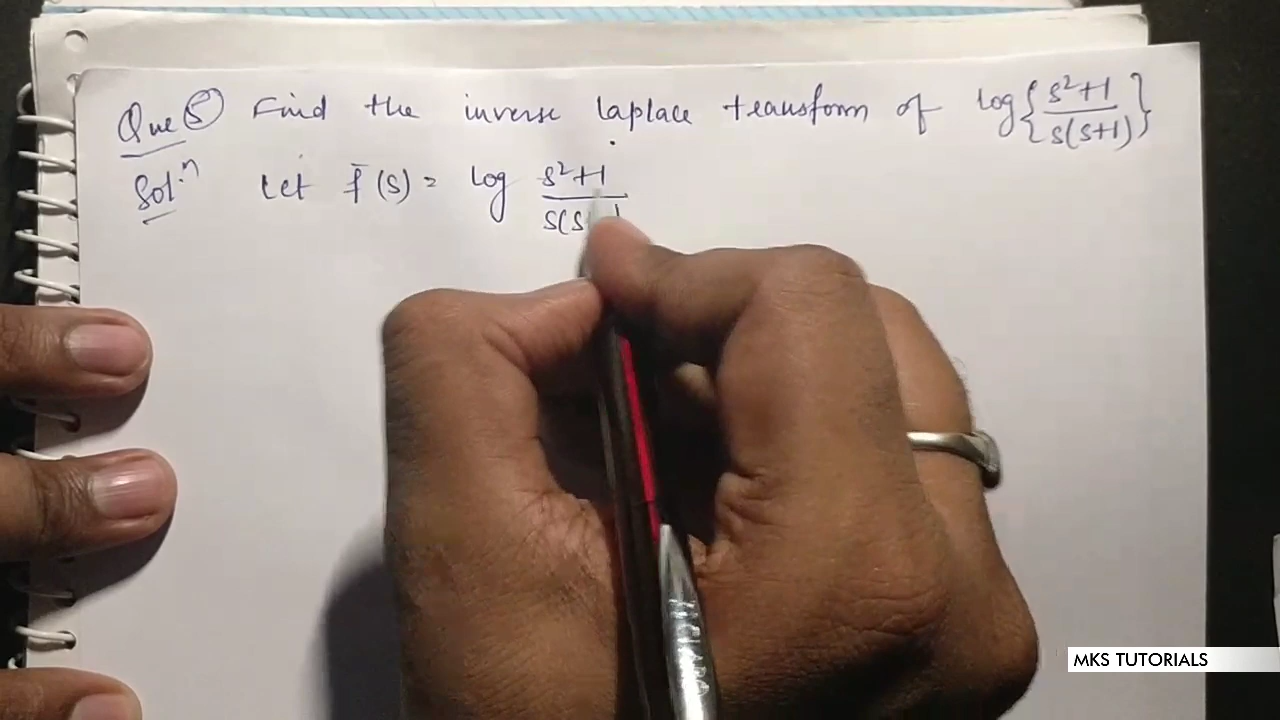 Que 5 Find the inverse laplace transform of log{s²+1 / s(s+1)}
Sol.ⁿ Let f̄(s) = log s²+1 / s(s+1)
MKS TUTORIALS